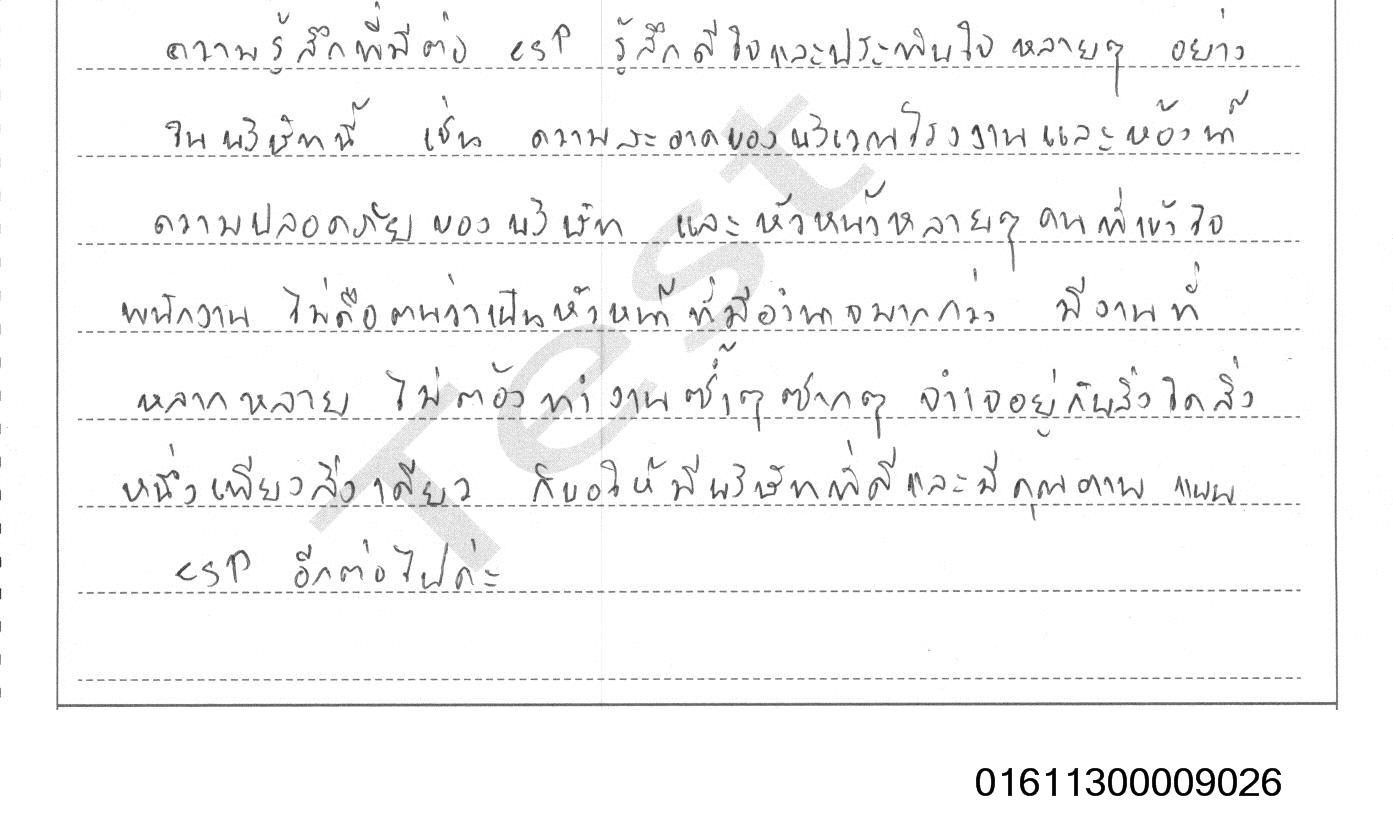 ความรู้สึกที่มีต่อ CSP รู้สึกดีใจและประทับใจหลายๆ อย่าง
ในบริษัทนี้ เช่น ความสะอาดของบริเวณโรงงานและห้องน้ำ
ความปลอดภัยของบริษัท และหัวหน้าหลายๆคนที่เข้าใจ
พนักงาน ไม่ถือตนว่าเป็นหัวหน้าที่มีอำนาจมากกว่า มีงานที่
หลากหลาย ไม่ต้องทำงานซ้ำๆซากๆ จำเจอยู่กับสิ่งใดสิ่ง
หนึ่งเพียงสิ่งเดียว ก็ขอให้มีบริษัทที่ดีและมีคุณภาพ แบบ
CSP อีกต่อไปค่ะ
Test
01611300009026